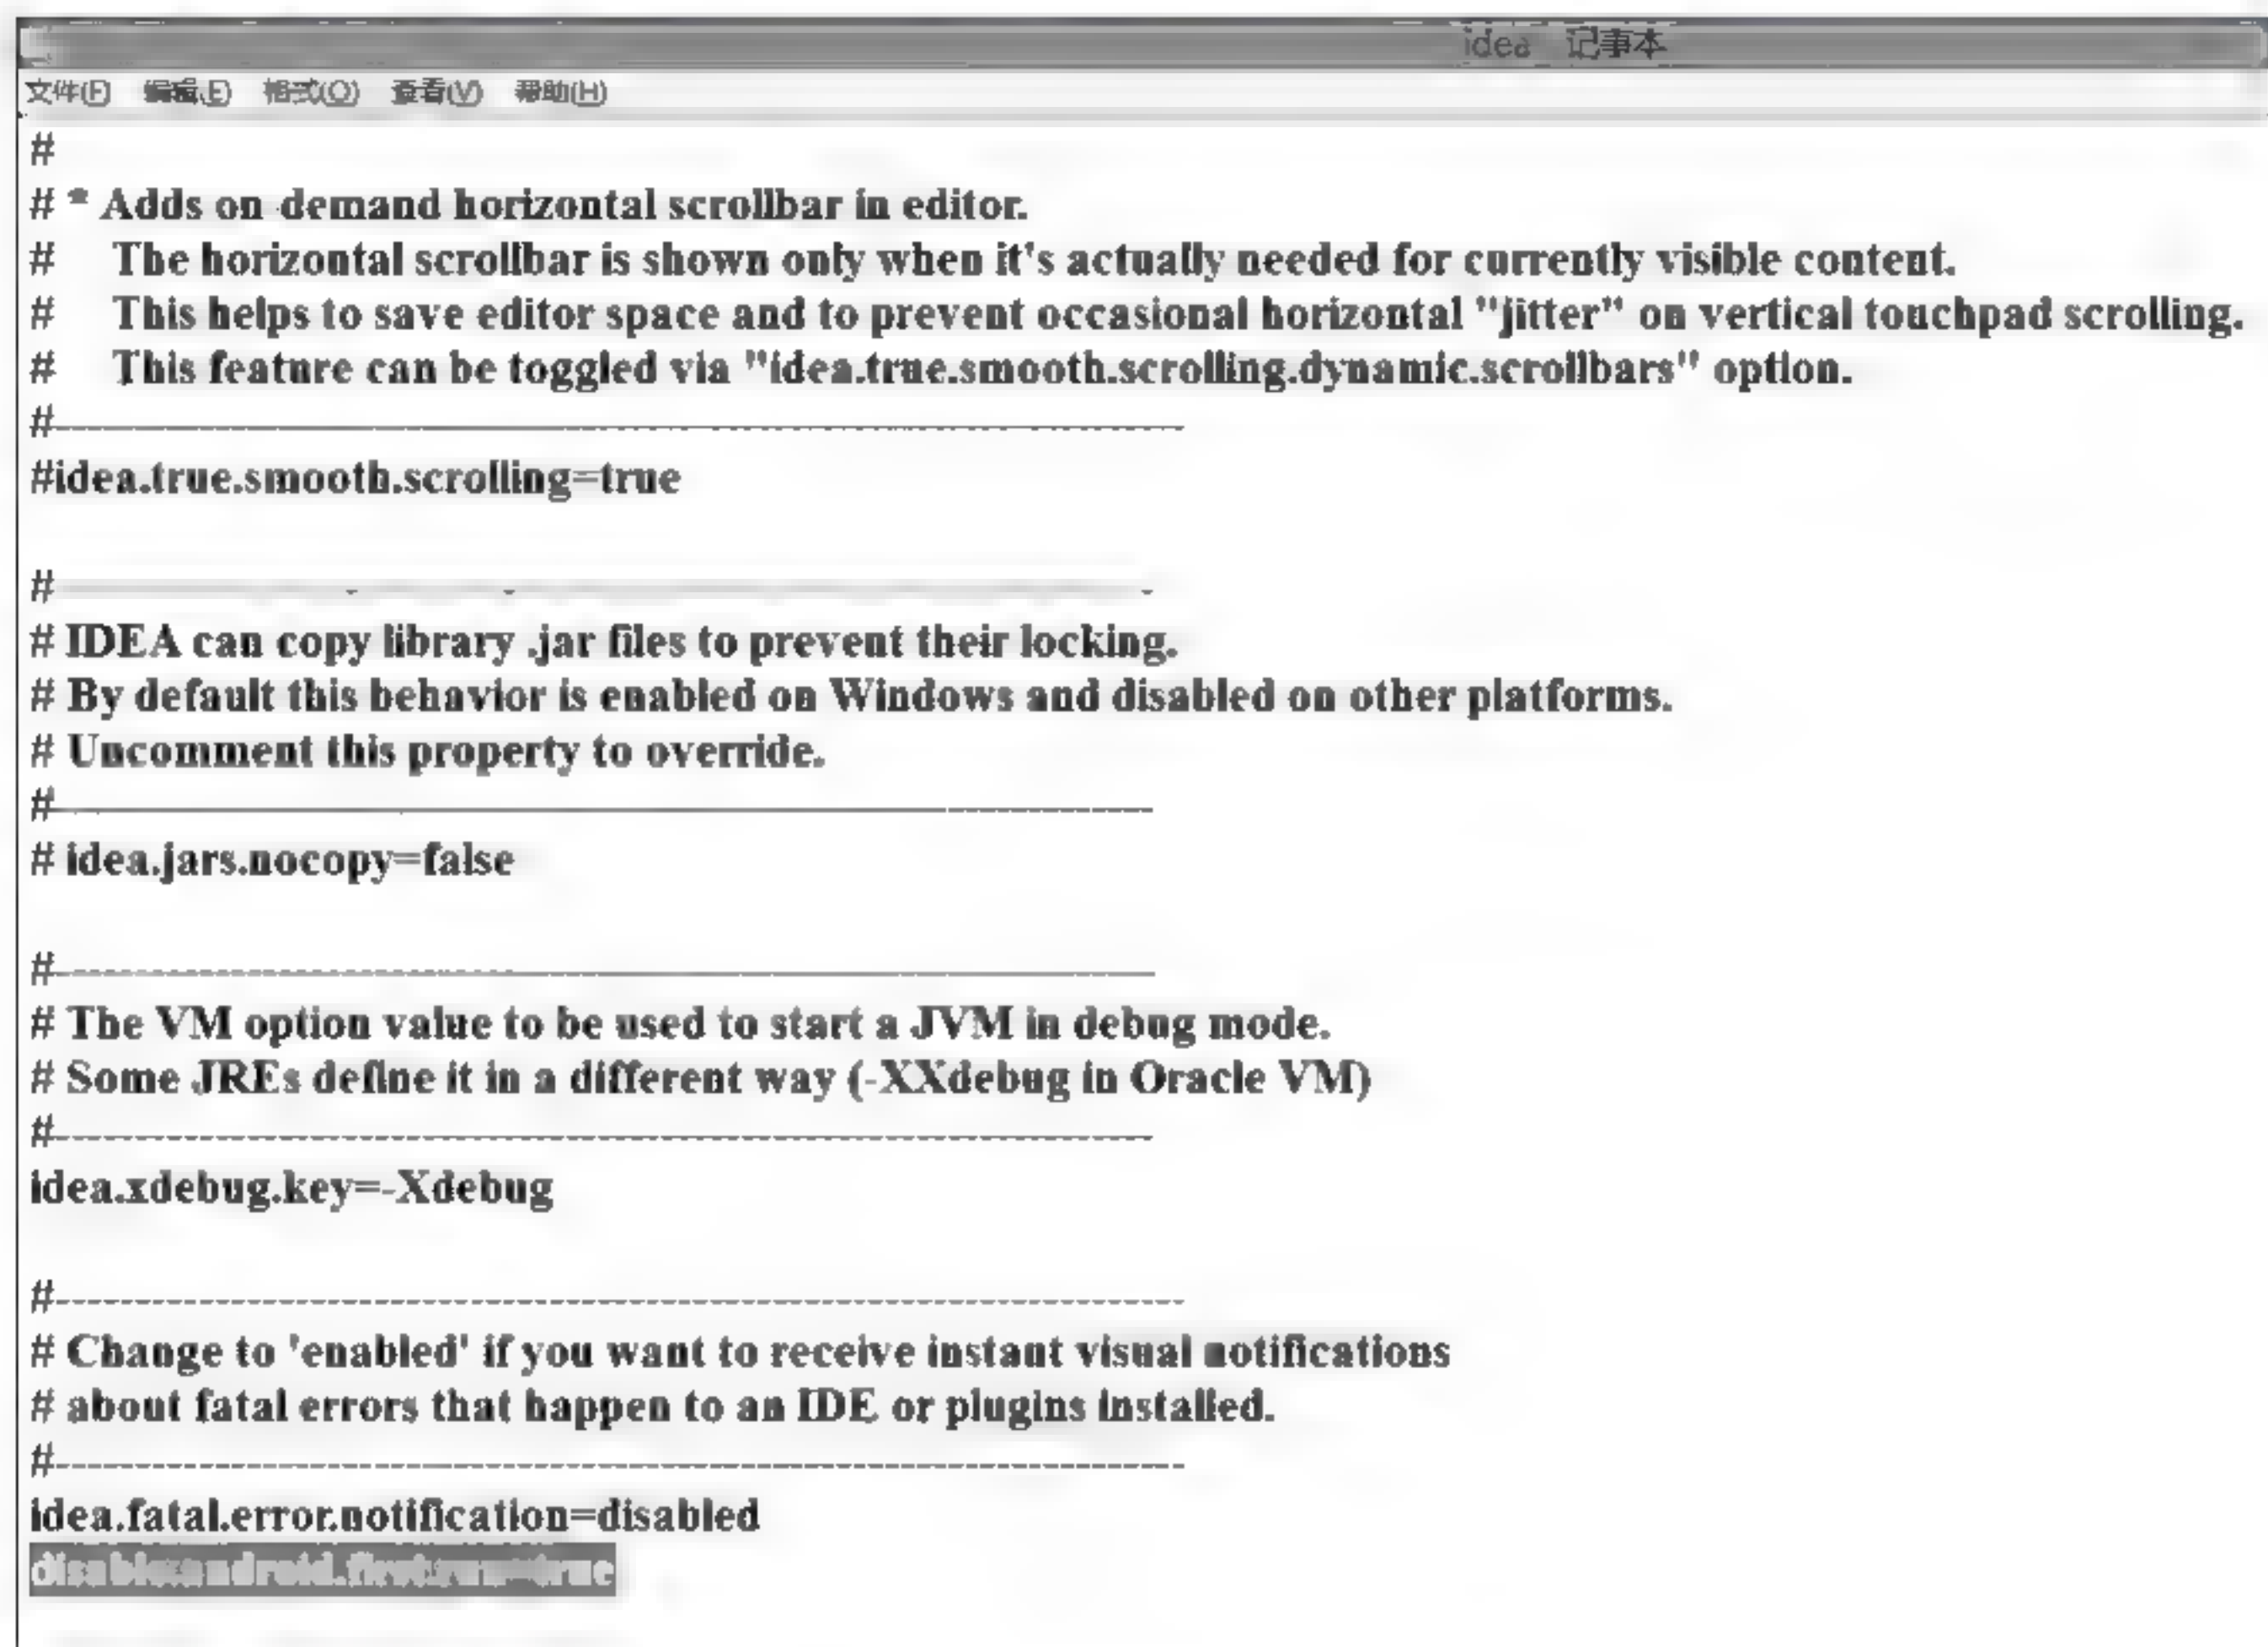 idea 记事本
文件(F) 编辑(E) 格式(O) 查看(V) 帮助(H)
#
# * Adds on demand horizontal scrollbar in editor.
#     The horizontal scrollbar is shown only when it's actually needed for currently visible content.
#     This helps to save editor space and to prevent occasional horizontal "jitter" on vertical touchpad scrolling.
#     This feature can be toggled via "idea.true.smooth.scrolling.dynamic.scrollbars" option.
#---------------------------------------------------------------------
#idea.true.smooth.scrolling=true
#---------------------------------------------------------------------
# IDEA can copy library .jar files to prevent their locking.
# By default this behavior is enabled on Windows and disabled on other platforms.
# Uncomment this property to override.
#---------------------------------------------------------------------
# idea.jars.nocopy=false
#---------------------------------------------------------------------
# The VM option value to be used to start a JVM in debug mode.
# Some JREs define it in a different way (-XXdebug in Oracle VM)
#---------------------------------------------------------------------
idea.xdebug.key=-Xdebug
#---------------------------------------------------------------------
# Change to 'enabled' if you want to receive instant visual notifications
# about fatal errors that happen to an IDE or plugins installed.
#---------------------------------------------------------------------
idea.fatal.error.notification=disabled
disable.android.first.run=true